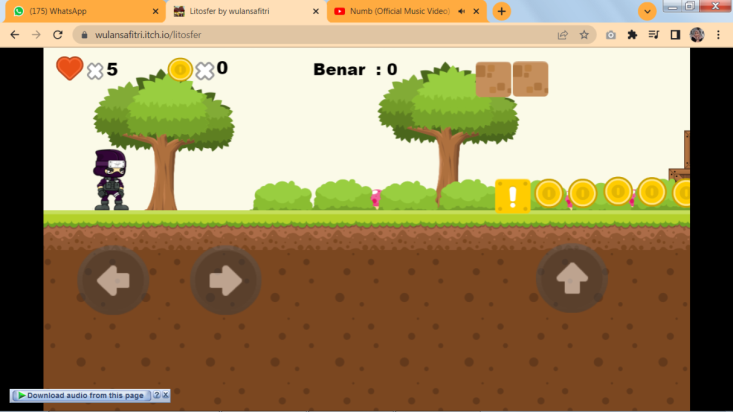 (175) WhatsApp
Litosfer by wulansafitri
Numb (Official Music Video)
wulansafitri.itch.io/litosfer
5
0
Benar : 0
!
Download audio from this page ? X